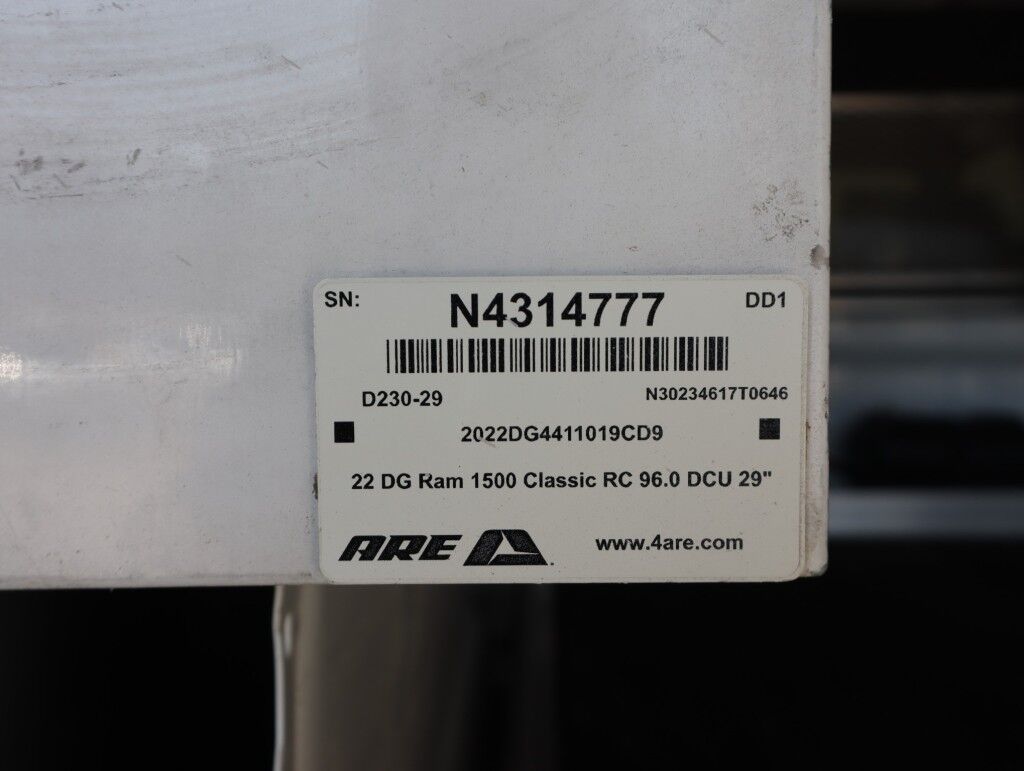 SN: N4314777 DD1
D230-29 N30234617T0646
2022DG4411019CD9
22 DG Ram 1500 Classic RC 96.0 DCU 29"
ARE www.4are.com